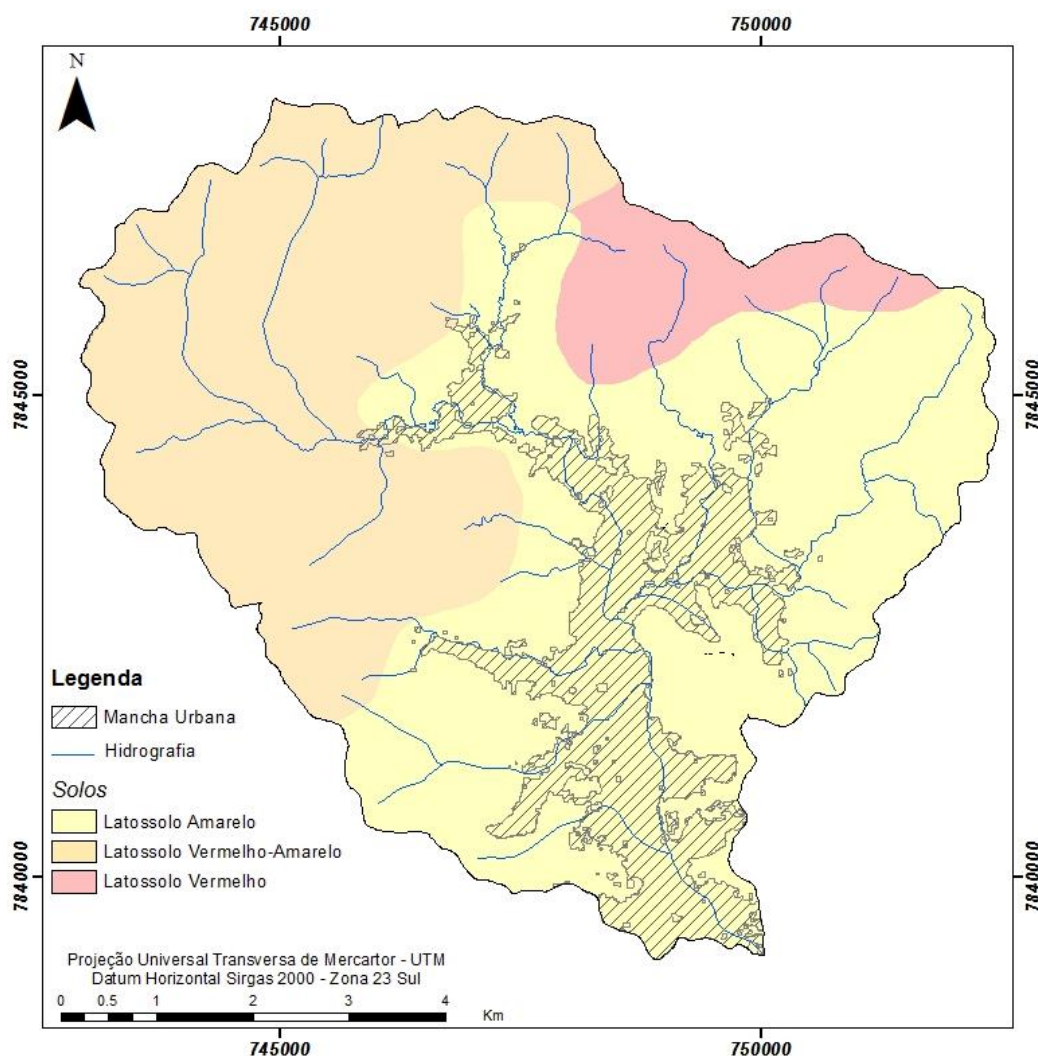 745000 750000
N
7845000 7845000
Legenda
Mancha Urbana
Hidrografia
Solos
Latossolo Amarelo
Latossolo Vermelho-Amarelo
Latossolo Vermelho
7840000 7840000
Projeção Universal Transversa de Mercartor - UTM
Datum Horizontal Sirgas 2000 - Zona 23 Sul
0 0.5 1 2 3 4
Km
745000 750000